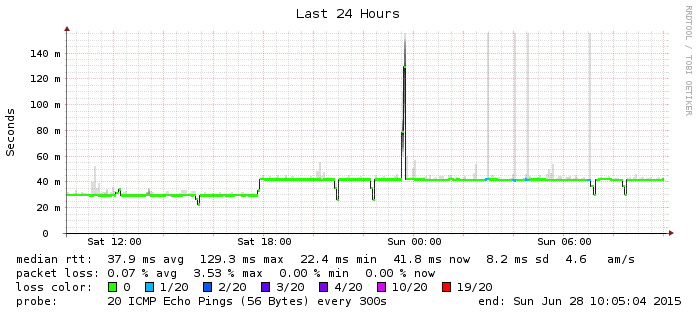 Last 24 Hours
RRDTOOL / TOBI OETIKER
Seconds
140 m
120 m
100 m
80 m
60 m
40 m
20 m
0
Sat 12:00 Sat 18:00 Sun 00:00 Sun 06:00
median rtt: 37.9 ms avg 129.3 ms max 22.4 ms min 41.8 ms now 8.2 ms sd 4.6 am/s
packet loss: 0.07 % avg 3.53 % max 0.00 % min 0.00 % now
loss color: 0 1/20 2/20 3/20 4/20 10/20 19/20
probe: 20 ICMP Echo Pings (56 Bytes) every 300s end: Sun Jun 28 10:05:04 2015